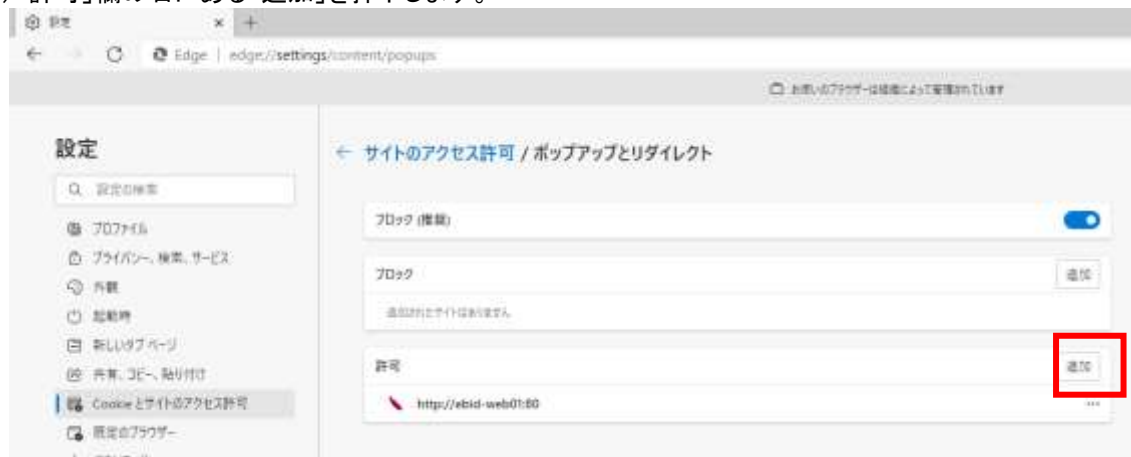 許可」欄の右にある「追加」を押下します。
設定
Edge | edge://settings/content/popups
お使いのブラウザーは組織によって管理されています
設定
← サイトのアクセス許可 / ポップアップとリダイレクト
設定の検索
プロファイル
プライバシー、検索、サービス
外観
起動時
新しいタブ ページ
共有、コピー、貼り付け
Cookie とサイトのアクセス許可
既定のブラウザー
ブロック (推奨)
ブロック
追加
追加されたサイトはありません
許可
追加
http://ebid-web01:80